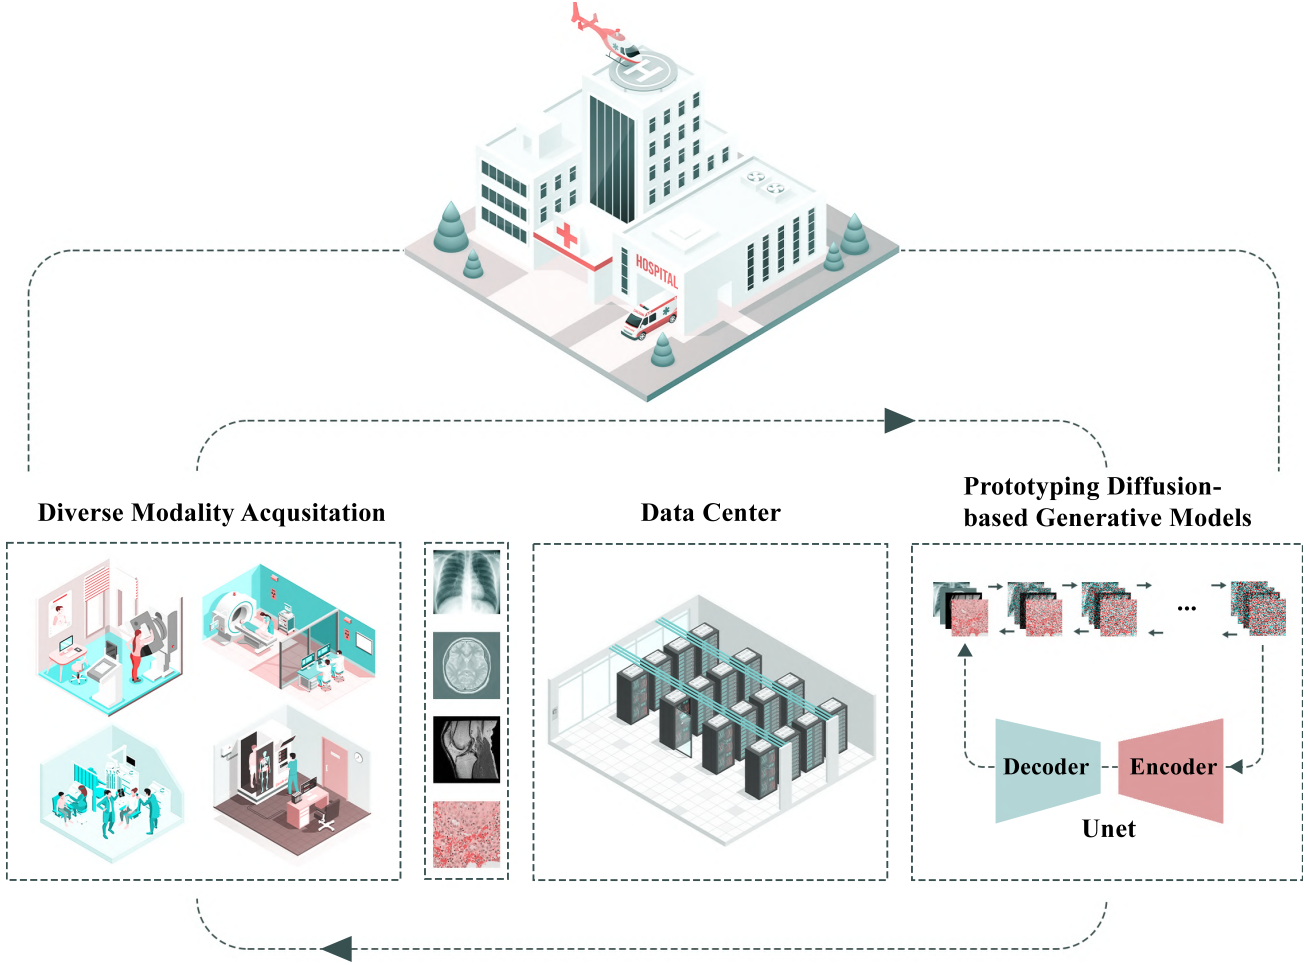 H
HOSPITAL
Diverse Modality Acqusitation
Data Center
Prototyping Diffusion-
based Generative Models
...
Decoder
Encoder
Unet